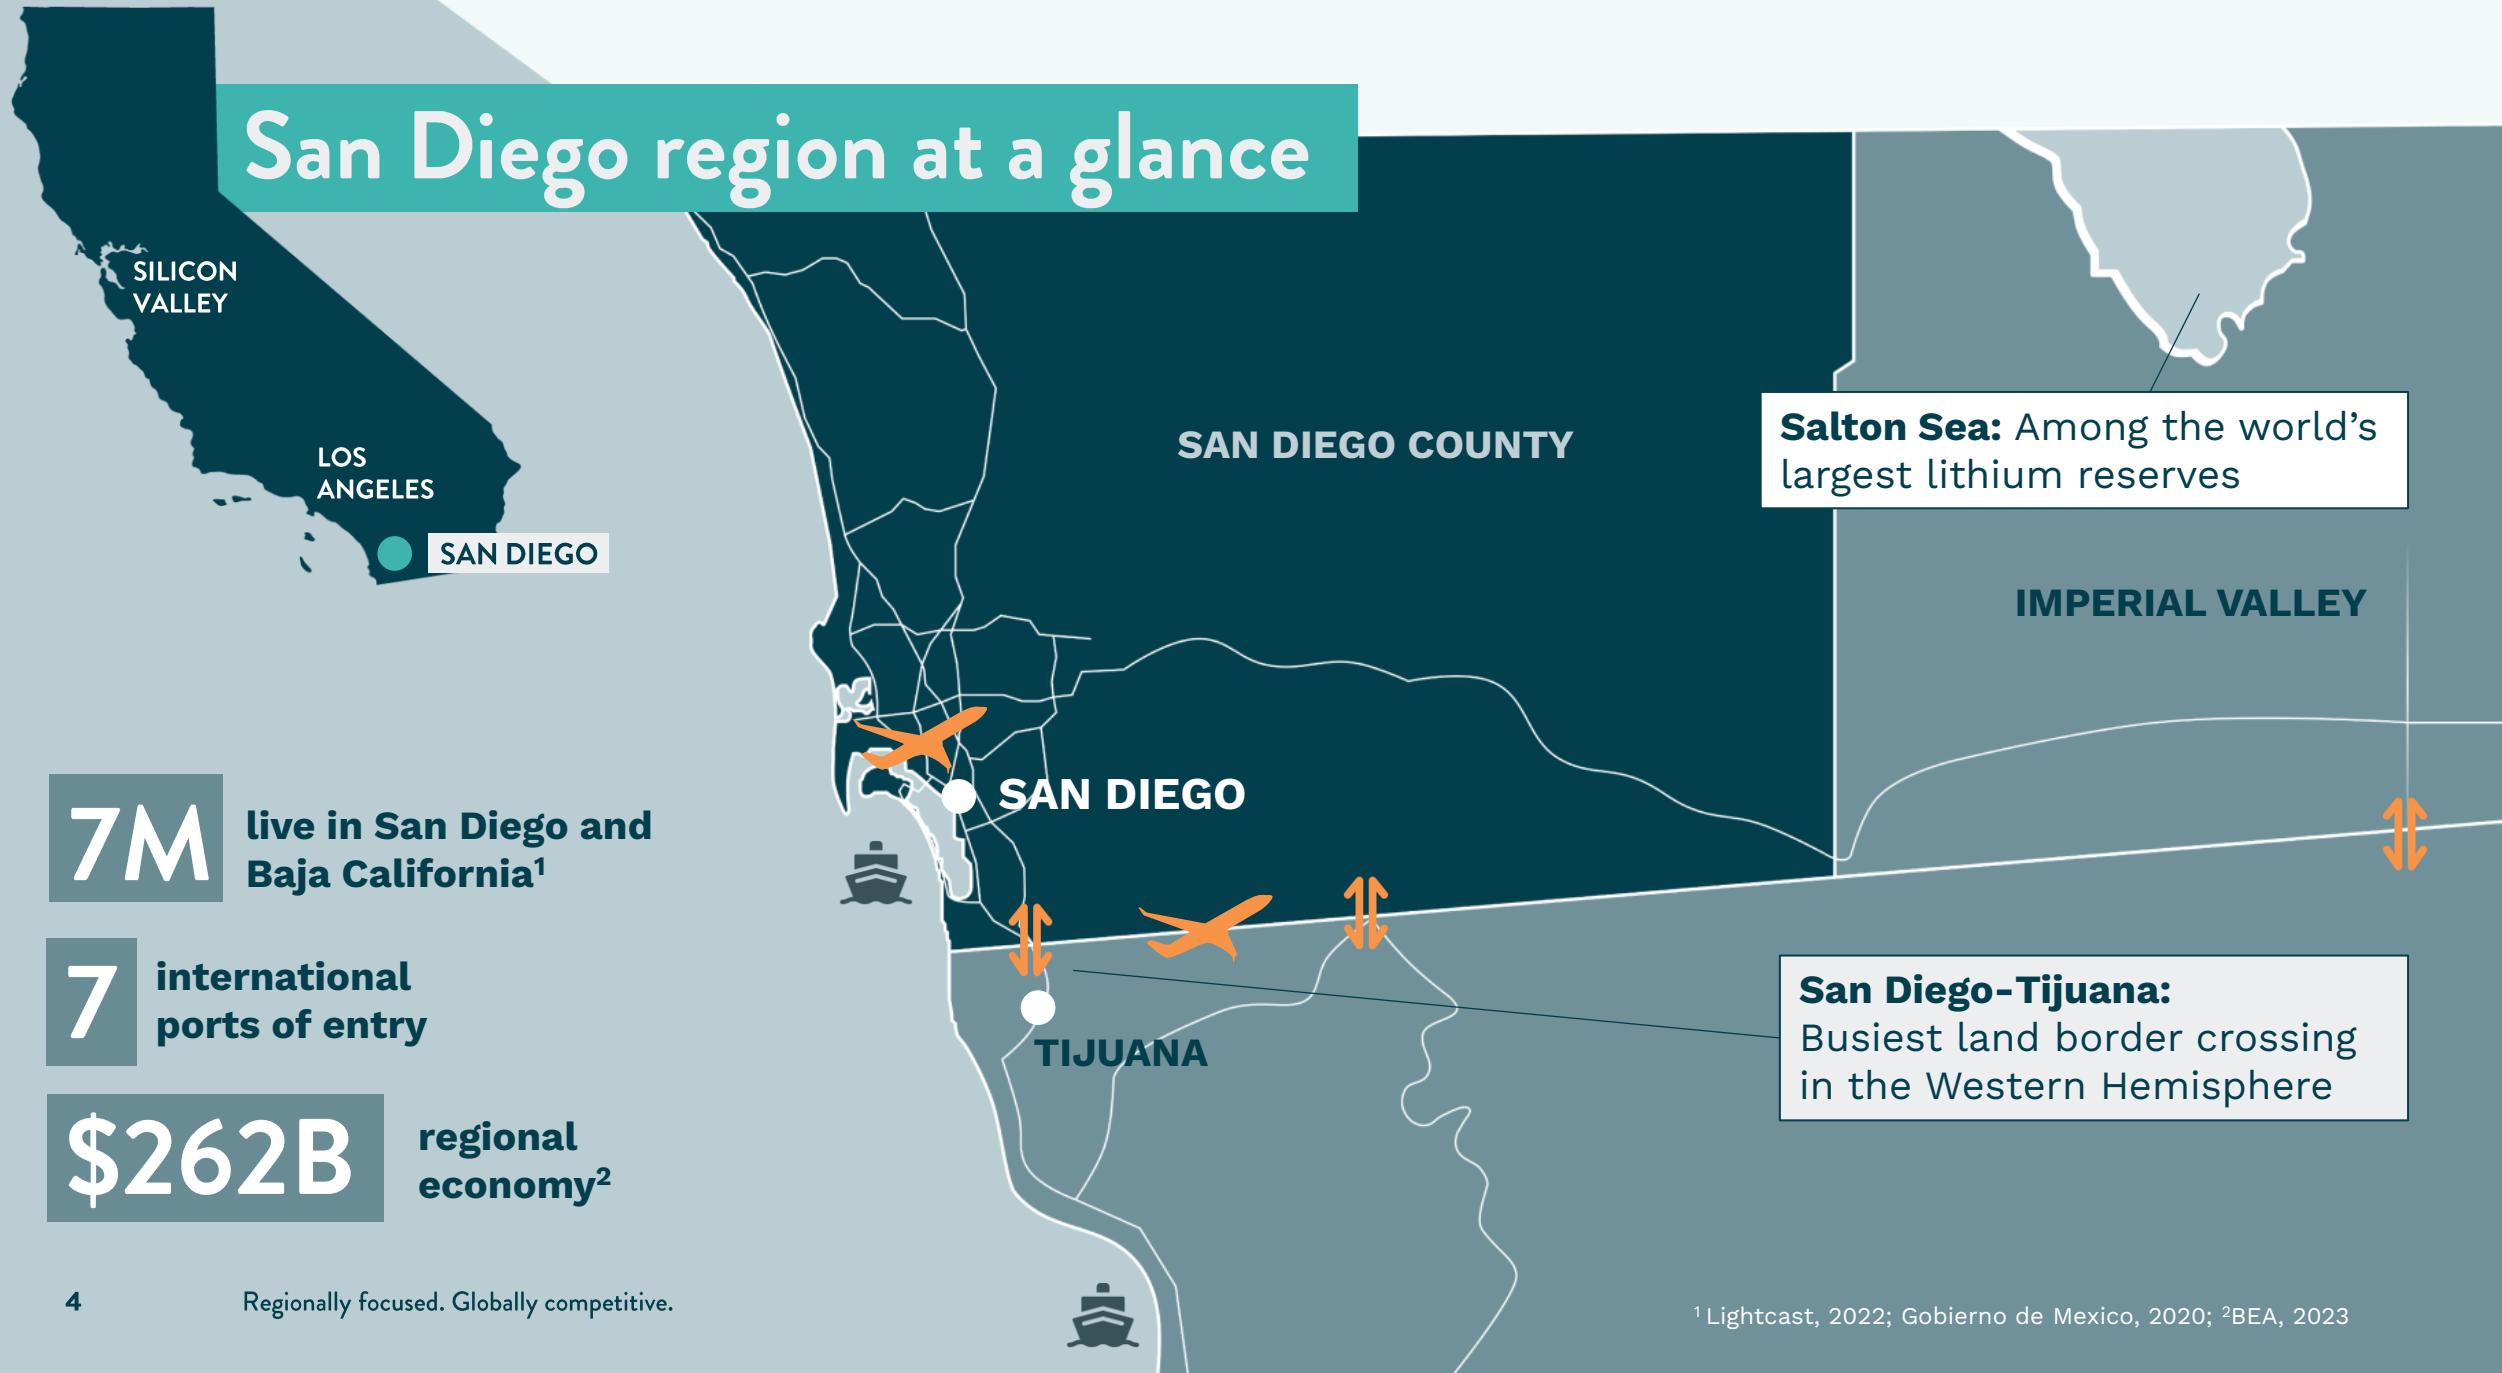 San Diego region at a glance
SILICON
VALLEY
LOS
ANGELES
SAN DIEGO
SAN DIEGO COUNTY
Salton Sea: Among the world’s
largest lithium reserves
IMPERIAL VALLEY
SAN DIEGO
7M
live in San Diego and
Baja California¹
7
international
ports of entry
$262B
regional
economy²
TIJUANA
San Diego-Tijuana:
Busiest land border crossing
in the Western Hemisphere
4
Regionally focused. Globally competitive.
¹ Lightcast, 2022; Gobierno de Mexico, 2020; ²BEA, 2023